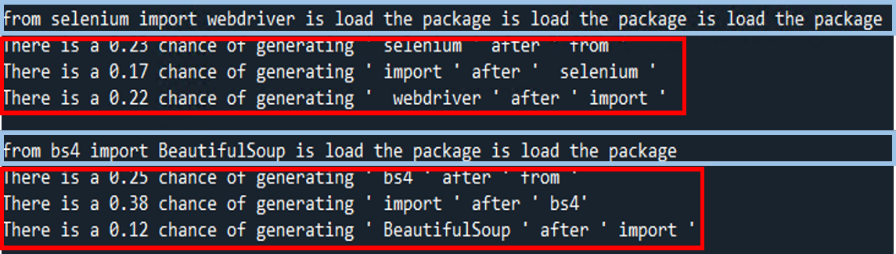 from selenium import webdriver is load the package is load the package is load the package
There is a 0.23 chance of generating ' selenium ' after ' from '
There is a 0.17 chance of generating ' import ' after ' selenium '
There is a 0.22 chance of generating ' webdriver ' after ' import '
from bs4 import BeautifulSoup is load the package is load the package
There is a 0.25 chance of generating ' bs4 ' after ' from '
There is a 0.38 chance of generating ' import ' after ' bs4'
There is a 0.12 chance of generating ' BeautifulSoup ' after ' import '